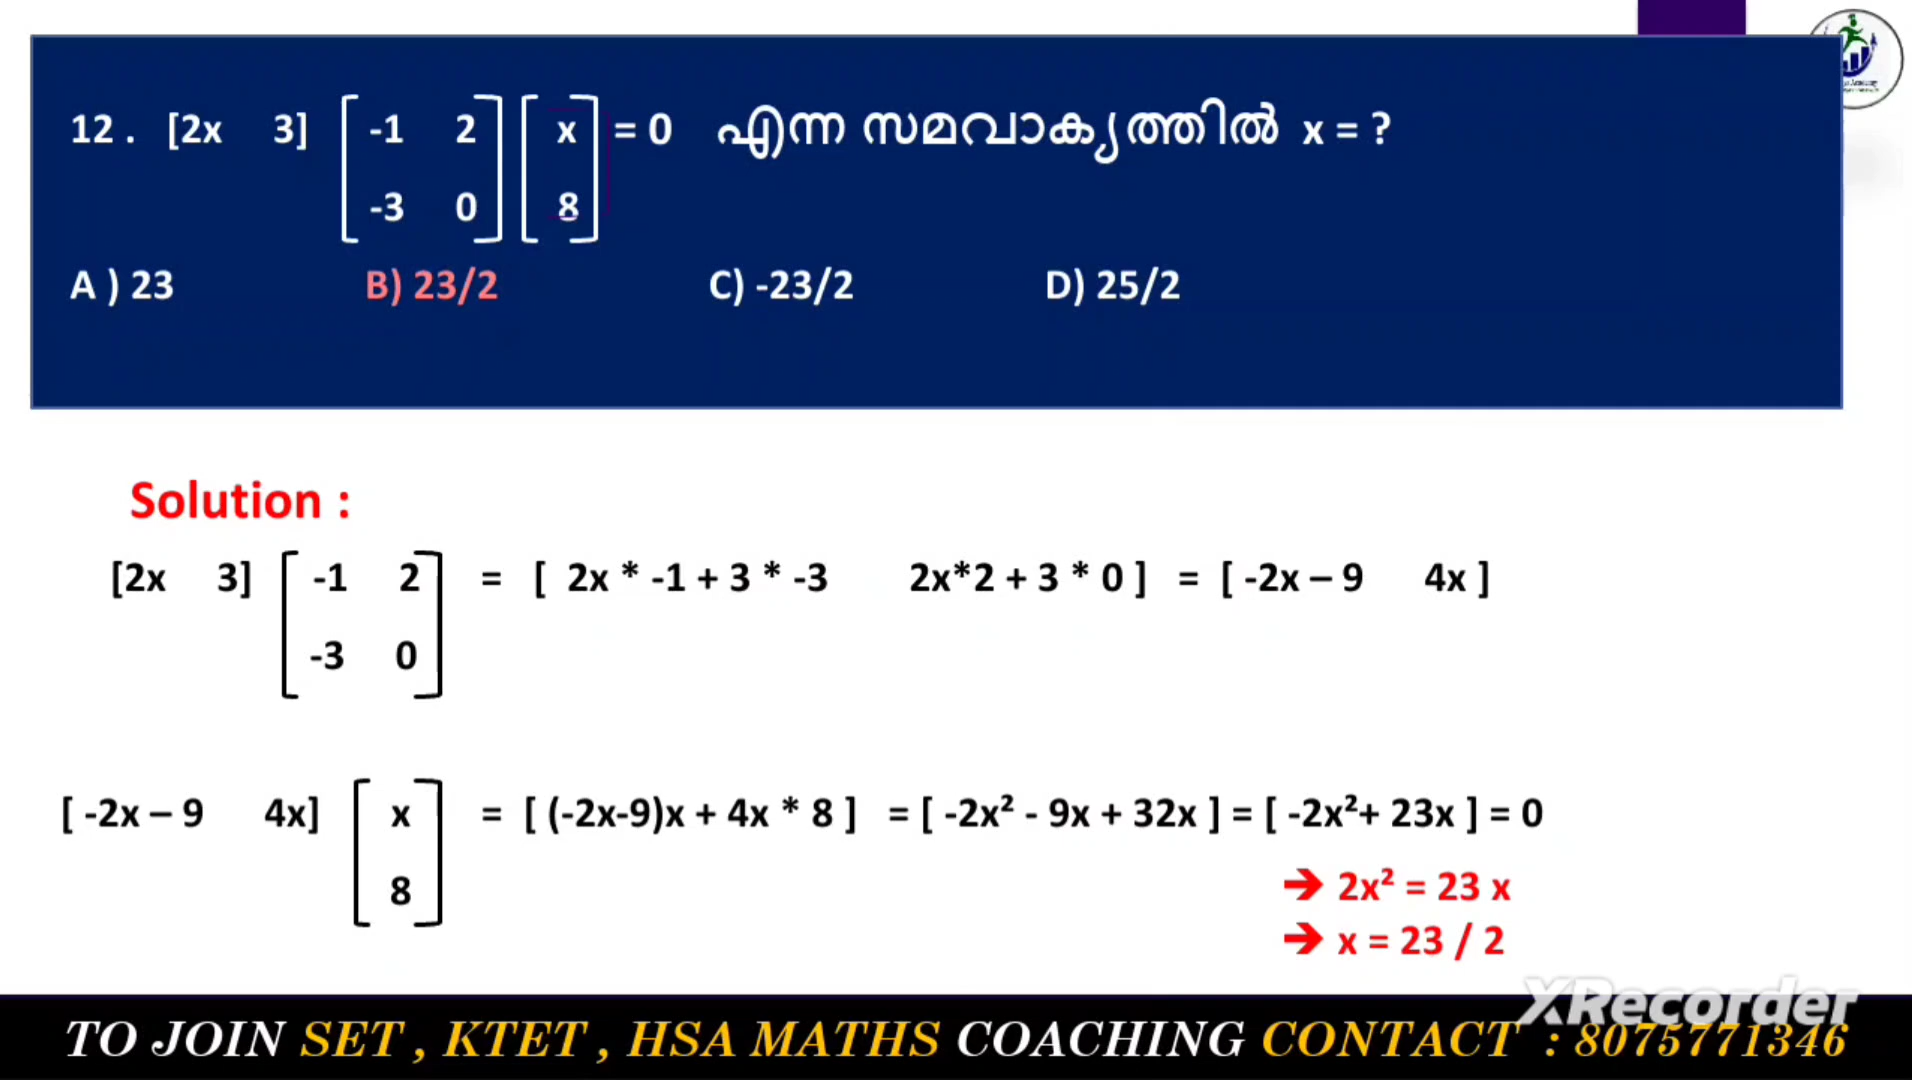 12 . [2x 3] [ -1 2 ] [ x ] = 0 എന്ന സമവാക്യത്തിൽ x = ?
-3 0 8
A ) 23 B) 23/2 C) -23/2 D) 25/2
Solution :
[2x 3] [ -1 2 ] = [ 2x * -1 + 3 * -3 2x*2 + 3 * 0 ] = [ -2x – 9 4x ]
-3 0
[ -2x – 9 4x] [ x ] = [ (-2x-9)x + 4x * 8 ] = [ -2x² - 9x + 32x ] = [ -2x²+ 23x ] = 0
8
➔ 2x² = 23 x
➔ x = 23 / 2
XRecorder
TO JOIN SET , KTET , HSA MATHS COACHING CONTACT : 8075771346